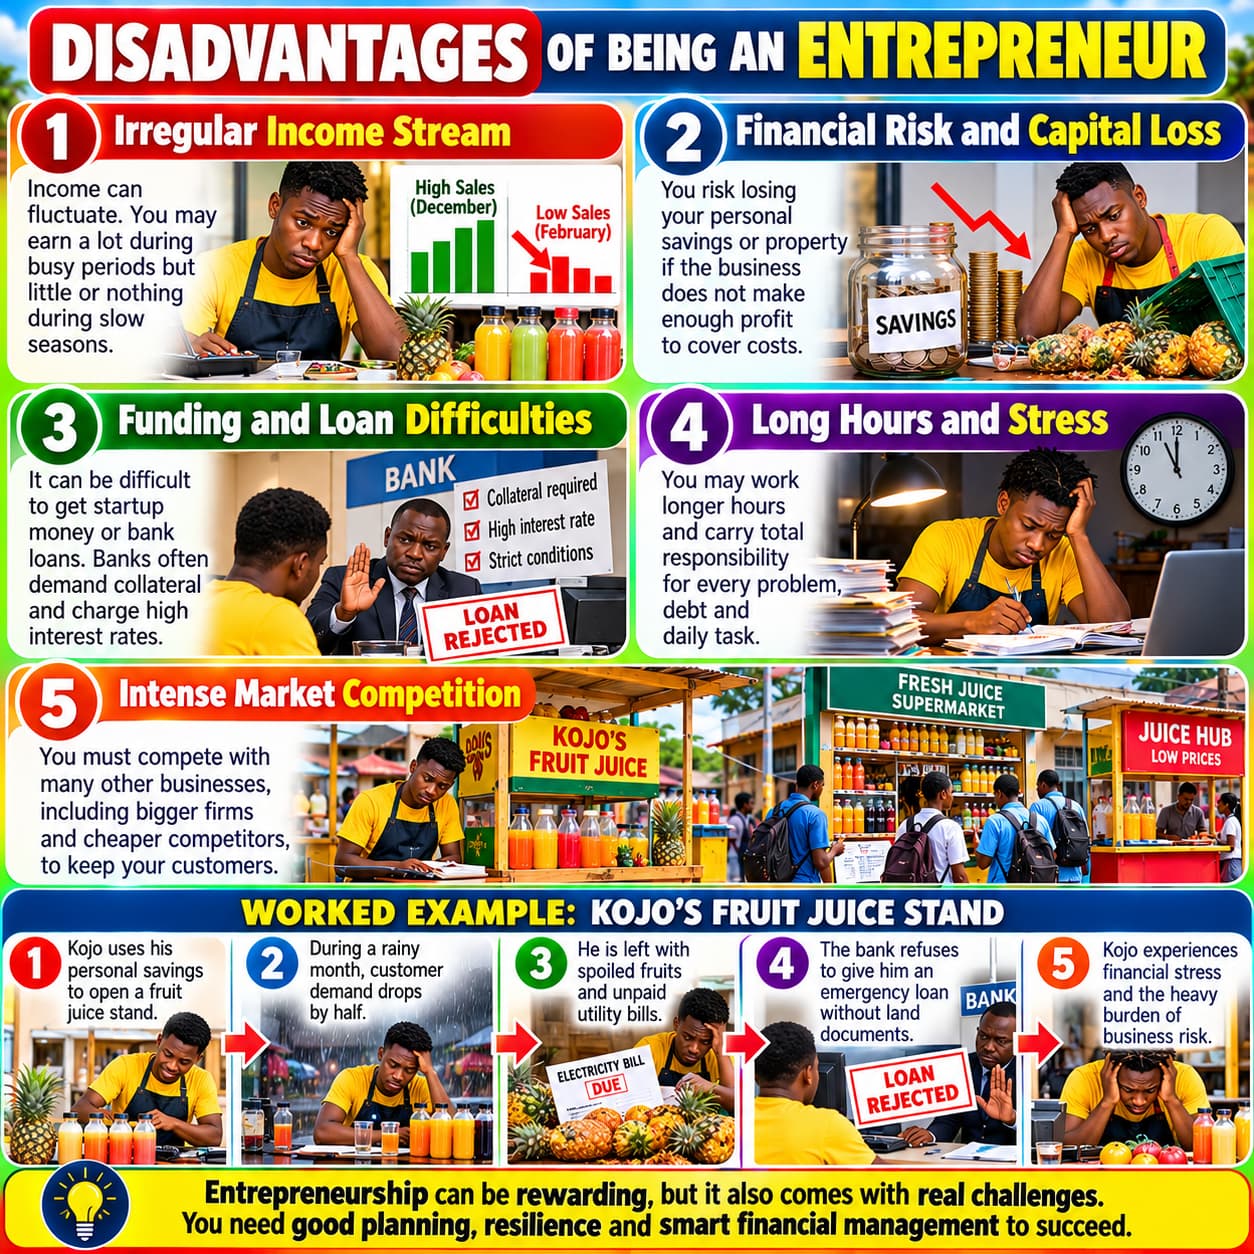 DISADVANTAGES OF BEING AN ENTREPRENEUR
1 Irregular Income Stream
Income can
fluctuate. You may
earn a lot during
busy periods but
little or nothing
during slow
seasons.
High Sales
(December)
Low Sales
(February)
2 Financial Risk and Capital Loss
You risk losing
your personal
savings or property
if the business
does not make
enough profit
to cover costs.
SAVINGS
3 Funding and Loan Difficulties
It can be difficult
to get startup
money or bank
loans. Banks often
demand collateral
and charge high
interest rates.
BANK
Collateral required
High interest rate
Strict conditions
LOAN
REJECTED
4 Long Hours and Stress
You may work
longer hours
and carry total
responsibility
for every problem,
debt and
daily task.
12
1
2
3
4
5
6
7
8
9
10
11
5 Intense Market Competition
You must compete with
many other businesses,
including bigger firms
and cheaper competitors,
to keep your customers.
KOJO'S
FRUIT JUICE
FRESH JUICE
SUPERMARKET
JUICE HUB
LOW PRICES
WORKED EXAMPLE: KOJO'S FRUIT JUICE STAND
1 Kojo uses his
personal savings
to open a fruit
juice stand.
2 During a rainy
month, customer
demand drops
by half.
3 He is left with
spoiled fruits
and unpaid
utility bills.
ELECTRICITY BILL
DUE
4 The bank refuses
to give him an
emergency loan
without land
documents.
BANK
LOAN
REJECTED
5 Kojo experiences
financial stress
and the heavy
burden of
business risk.
Entrepreneurship can be rewarding, but it also comes with real challenges.
You need good planning, resilience and smart financial management to succeed.